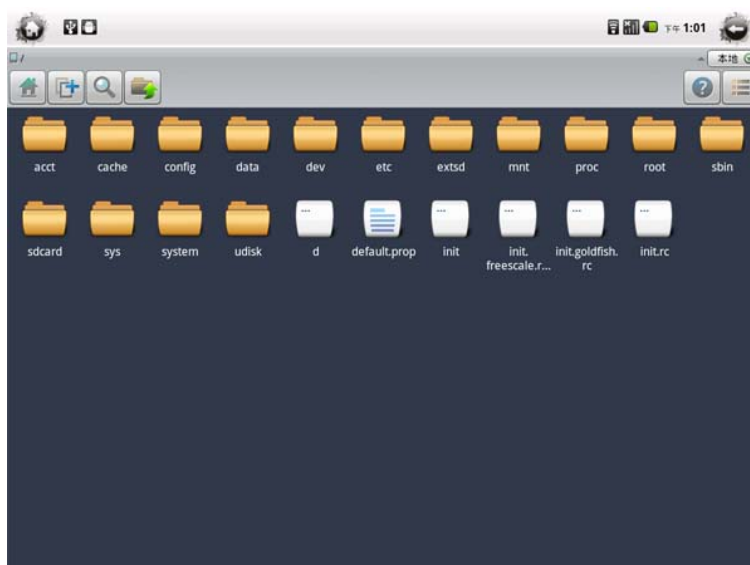 下午 1:01
/
本地
acct cache config data dev etc extsd mnt proc root sbin
sdcard sys system udisk d default.prop init init. init.goldfish. init.rc
freescale.r... rc